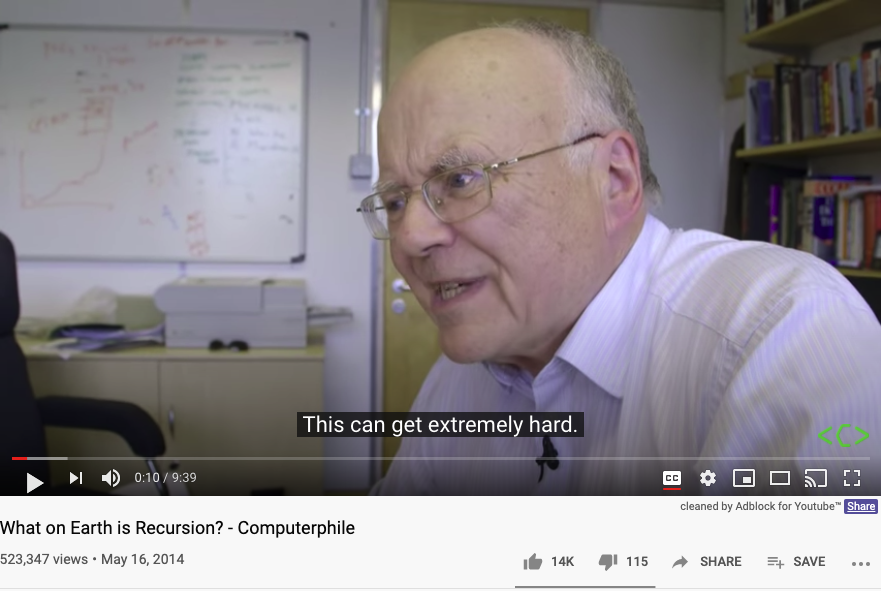 This can get extremely hard.
<C>
0:10 / 9:39
CC
cleaned by Adblock for Youtube™ Share
What on Earth is Recursion? - Computerphile
523,347 views • May 16, 2014
14K 115 SHARE SAVE